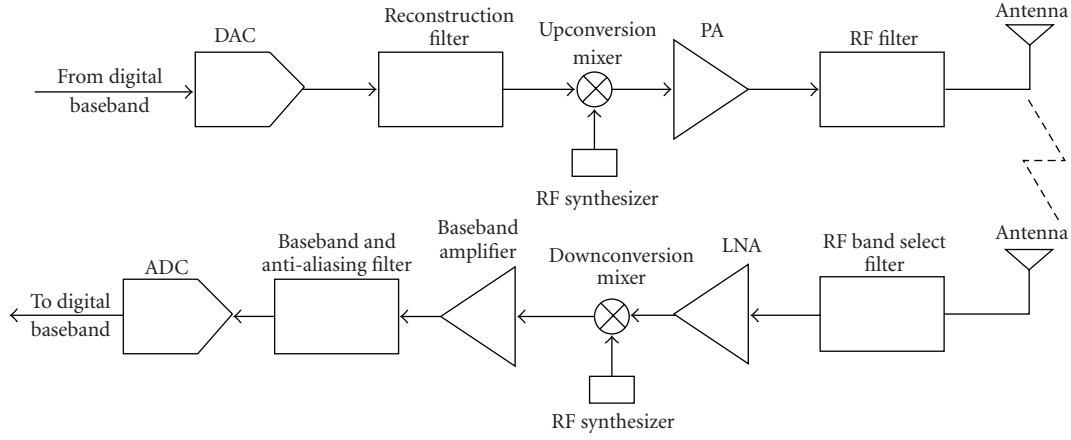 DAC
Reconstruction
filter
Upconversion
mixer
PA
RF filter
Antenna
From digital
baseband
RF synthesizer
ADC
Baseband and
anti-aliasing filter
Baseband
amplifier
Downconversion
mixer
LNA
RF band select
filter
Antenna
To digital
baseband
RF synthesizer